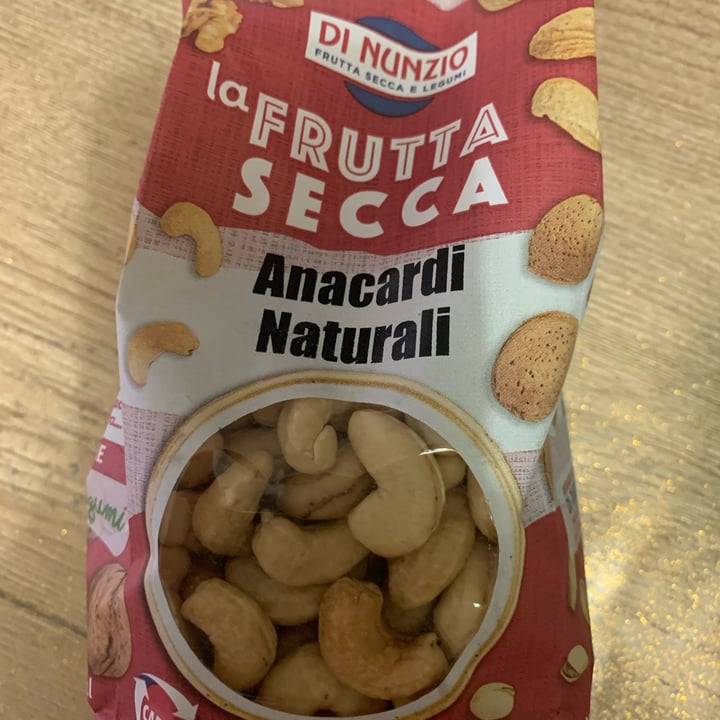 DI NUNZIO
FRUTTA SECCA E LEGUMI
la FRUTTA
SECCA
Anacardi
Naturali